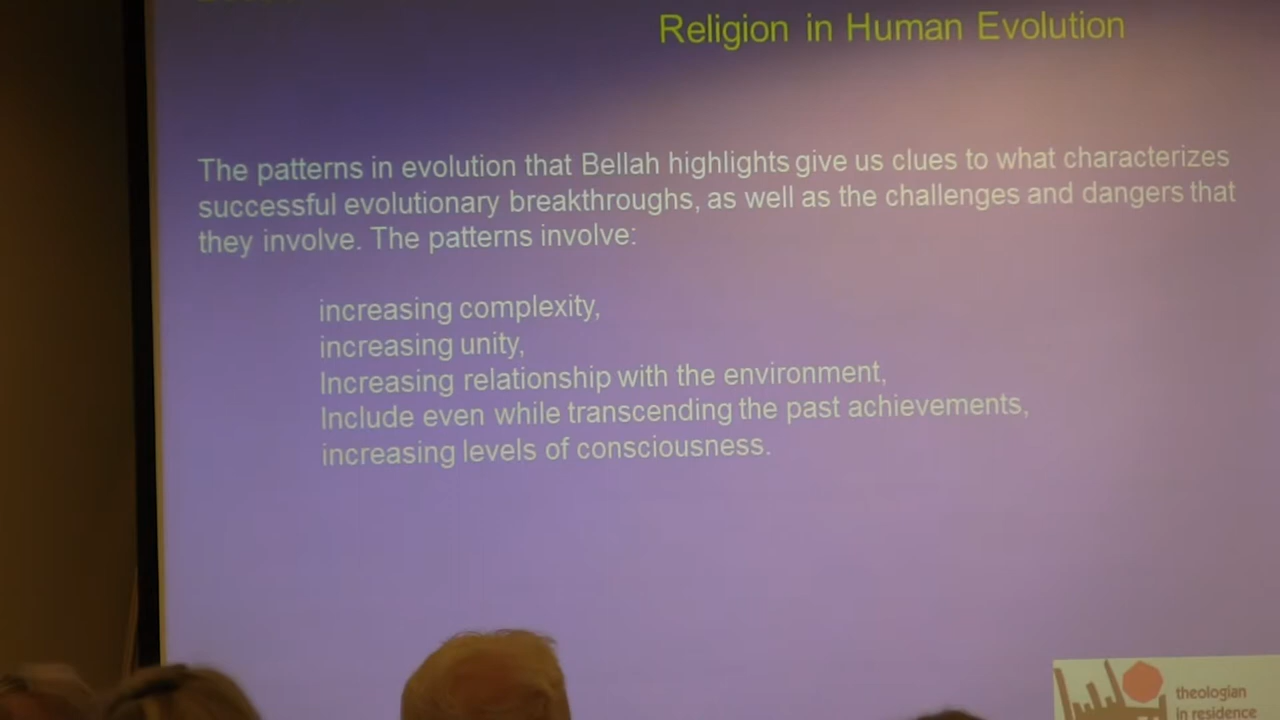 Religion in Human Evolution
The patterns in evolution that Bellah highlights give us clues to what characterizes
successful evolutionary breakthroughs, as well as the challenges and dangers that
they involve. The patterns involve:
increasing complexity,
increasing unity,
Increasing relationship with the environment,
Include even while transcending the past achievements,
increasing levels of consciousness.
theologian
in residence